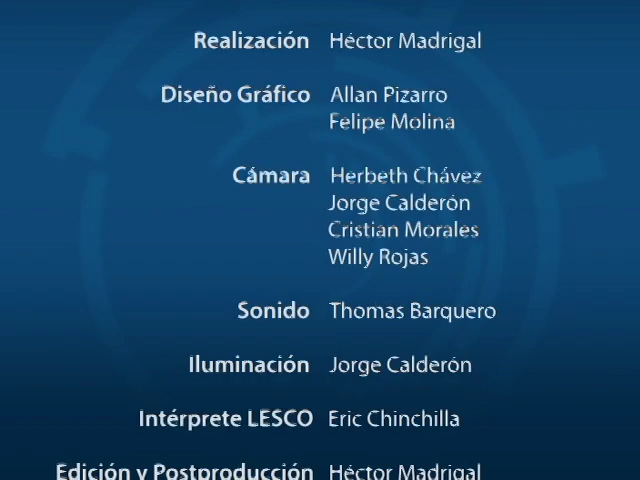 Realización Héctor Madrigal
Diseño Gráfico Allan Pizarro
Felipe Molina
Cámara Herbeth Chávez
Jorge Calderón
Cristian Morales
Willy Rojas
Sonido Thomas Barquero
Iluminación Jorge Calderón
Intérprete LESCO Eric Chinchilla
Edición y Postproducción Héctor Madrigal